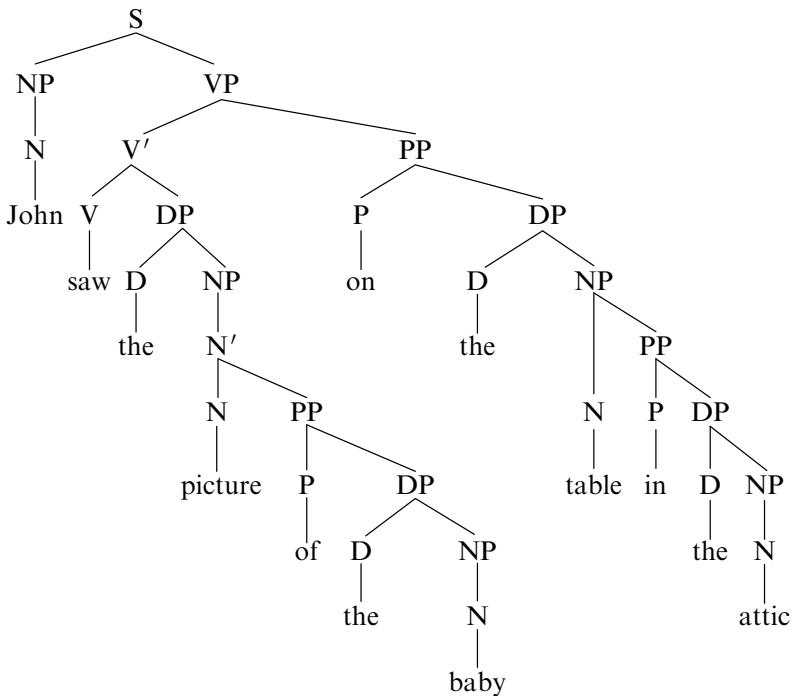 S
NP VP
N V′ PP
John V DP P DP
saw D NP on D NP
the N′ the PP
N PP N P DP
picture P DP table in D NP
of D NP the N
the N attic
baby